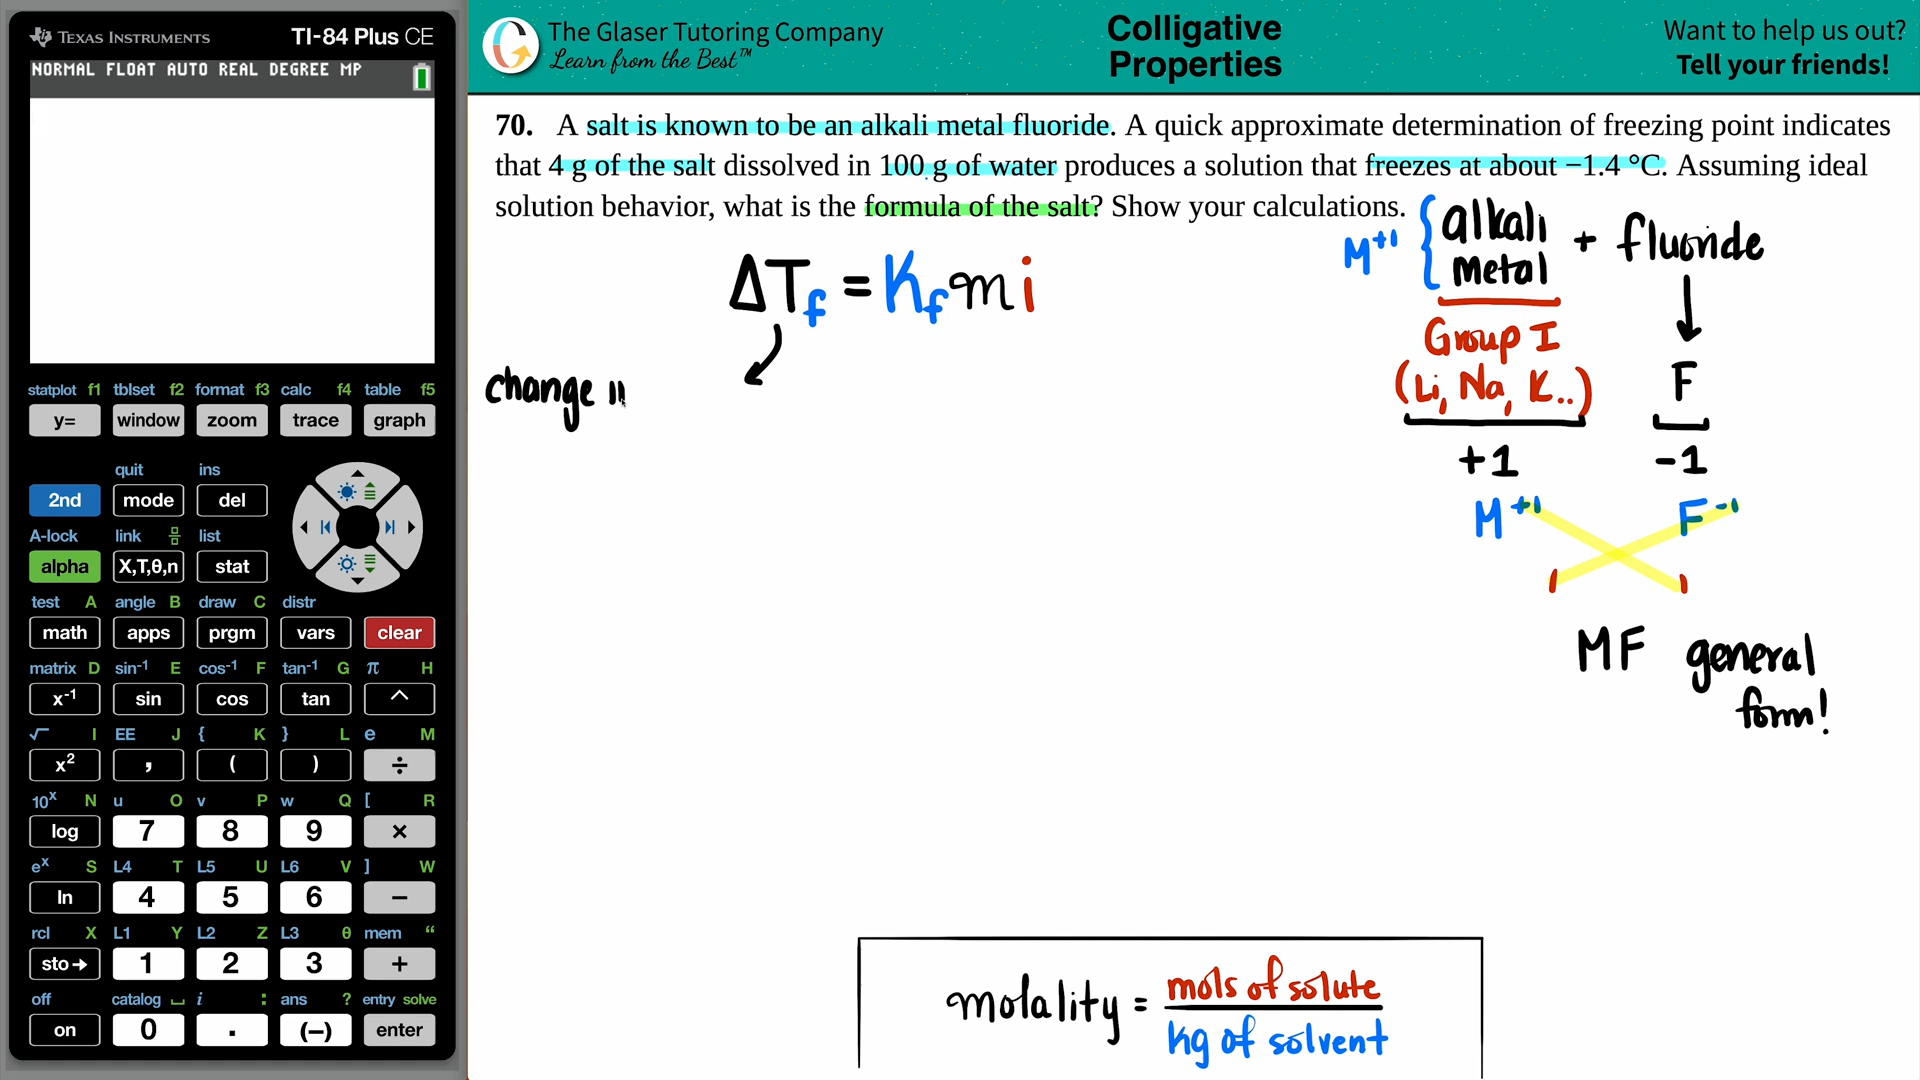 TEXAS INSTRUMENTS TI-84 Plus CE
NORMAL FLOAT AUTO REAL DEGREE MP
statplot f1 tblset f2 format f3 calc f4 table f5
y= window zoom trace graph
quit ins
2nd mode del
A-lock link list
alpha X,T,θ,n stat
test A angle B draw C distr
math apps prgm vars clear
matrix D sin-1 E cos-1 F tan-1 G π H
x-1 sin cos tan ^
√ I EE J { K } L e M
x² , ( ) ÷
10x N u O v P w Q [ R
log 7 8 9 ×
ex S L4 T L5 U L6 V ] W
ln 4 5 6 −
rcl X L1 Y L2 Z L3 θ mem “
sto→ 1 2 3 +
off catalog ⎵ i : ans ? entry solve
on 0 . (−) enter
The Glaser Tutoring Company
Learn from the Best™
Colligative
Properties
Want to help us out?
Tell your friends!
70. A salt is known to be an alkali metal fluoride. A quick approximate determination of freezing point indicates
that 4 g of the salt dissolved in 100 g of water produces a solution that freezes at about −1.4 °C. Assuming ideal
solution behavior, what is the formula of the salt? Show your calculations.
ΔTf = Kf m i
change
M+1 { alkali metal + fluoride
Group I
(Li, Na, K..) F
+1 -1
M+1 F-1
1 1
MF general
form!
molality = mols of solute
kg of solvent